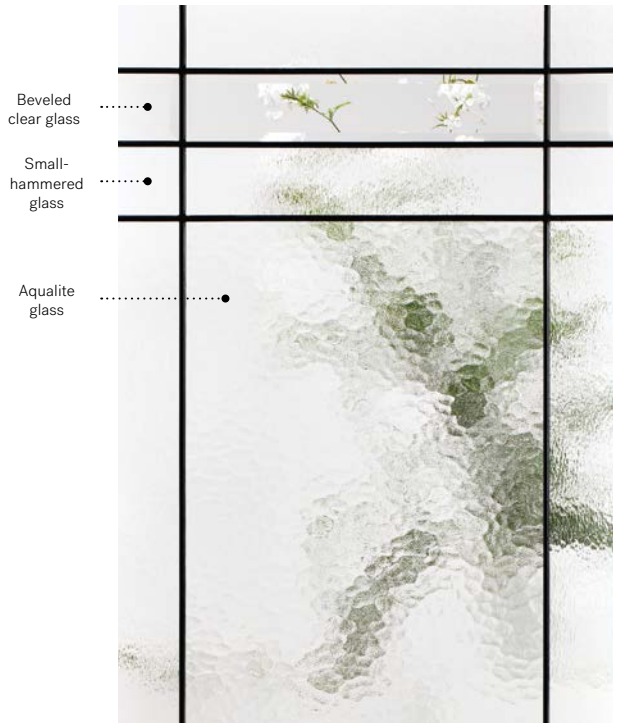 Beveled
clear glass
Small-
hammered
glass
Aqualite
glass